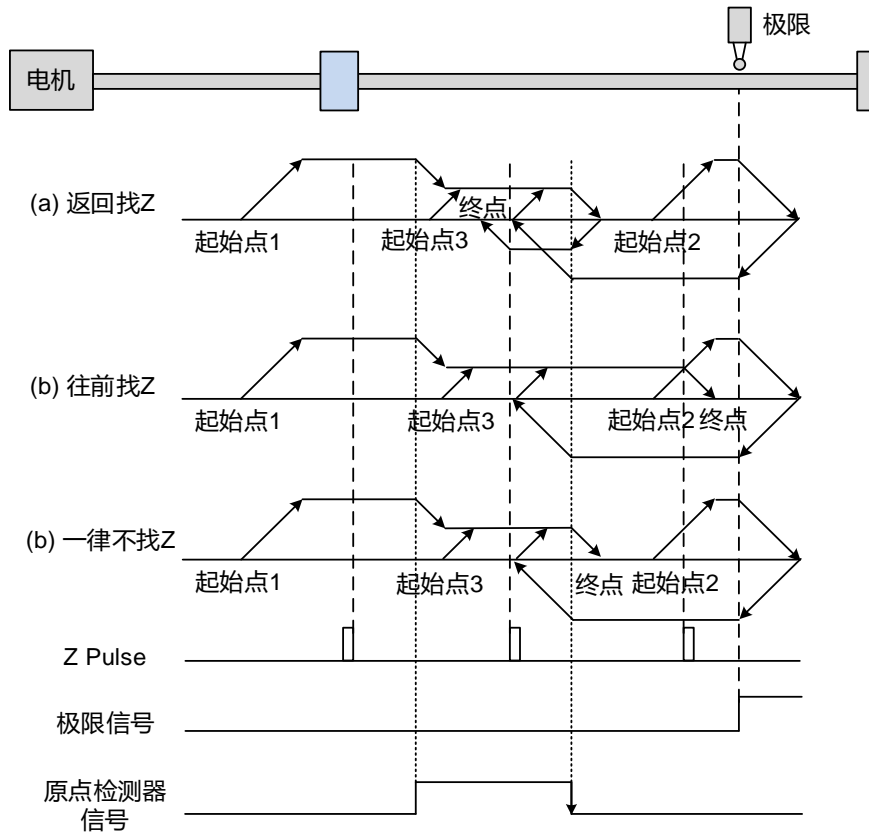 极限
电机
(a) 返回找Z
终点
起始点1
起始点3
起始点2
(b) 往前找Z
起始点1
起始点3
起始点2
终点
(b) 一律不找Z
起始点1
起始点3
终点
起始点2
Z Pulse
极限信号
原点检测器
信号